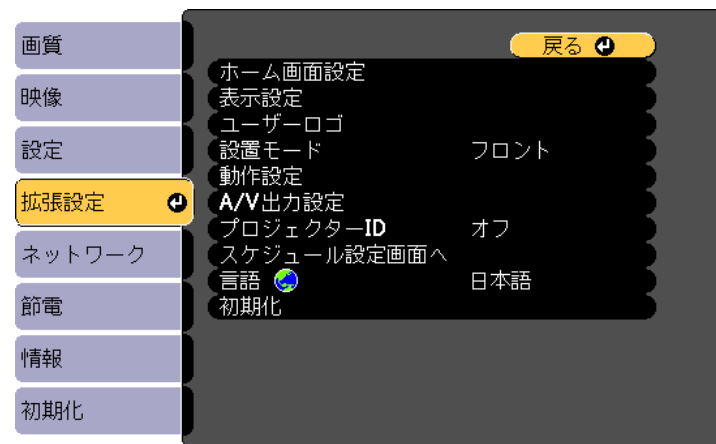 画質
映像
設定
拡張設定
ネットワーク
節電
情報
初期化
戻る
ホーム画面設定
表示設定
ユーザーロゴ
設置モード フロント
動作設定
A/V出力設定
プロジェクターID オフ
スケジュール設定画面へ
言語 日本語
初期化